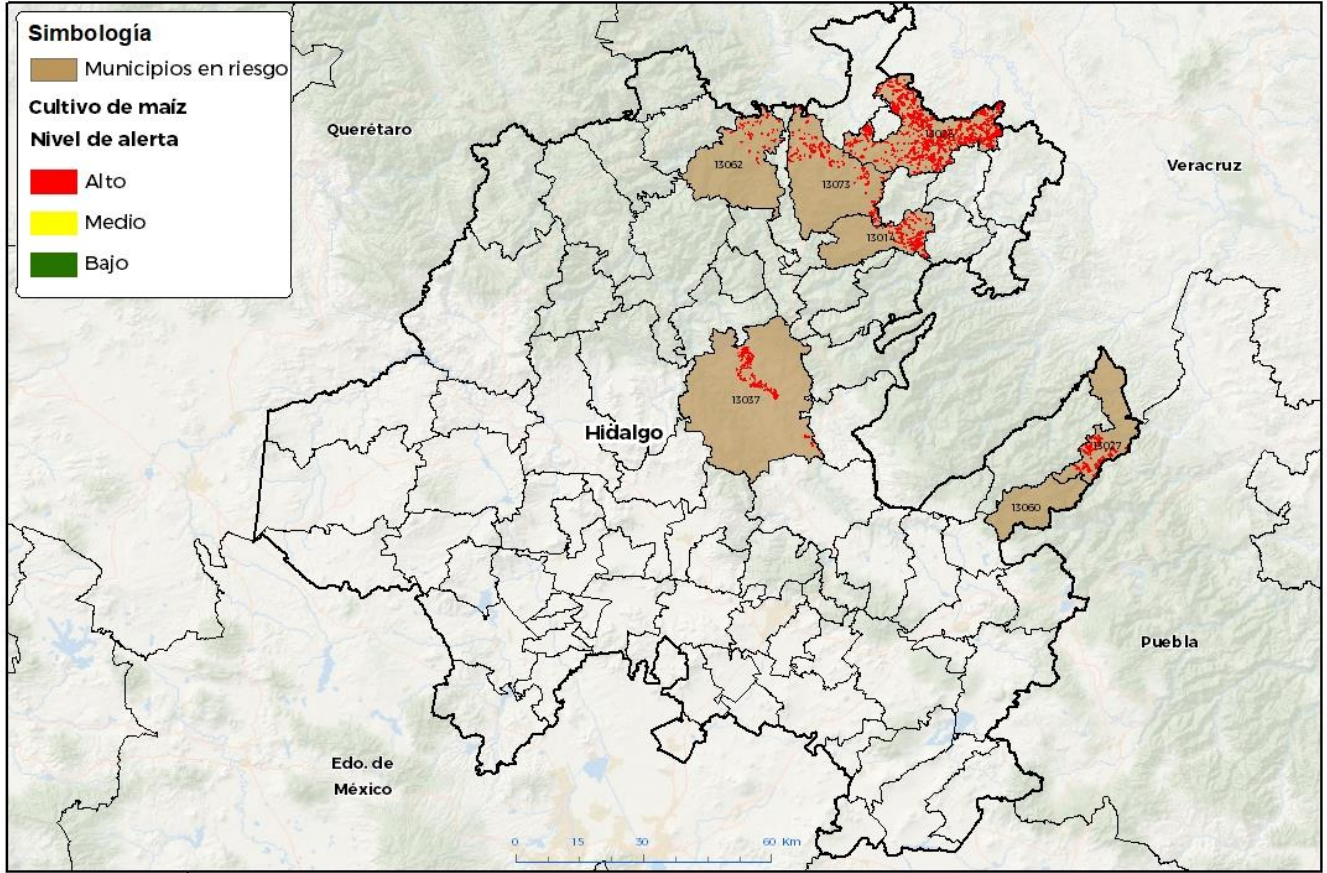 Simbología
Municipios en riesgo
Cultivo de maíz
Nivel de alerta
Alto
Medio
Bajo
Querétaro
Veracruz
13062
13073
13014
13037
Hidalgo
13027
13060
Puebla
Edo. de
México
0 15 30 60 Km